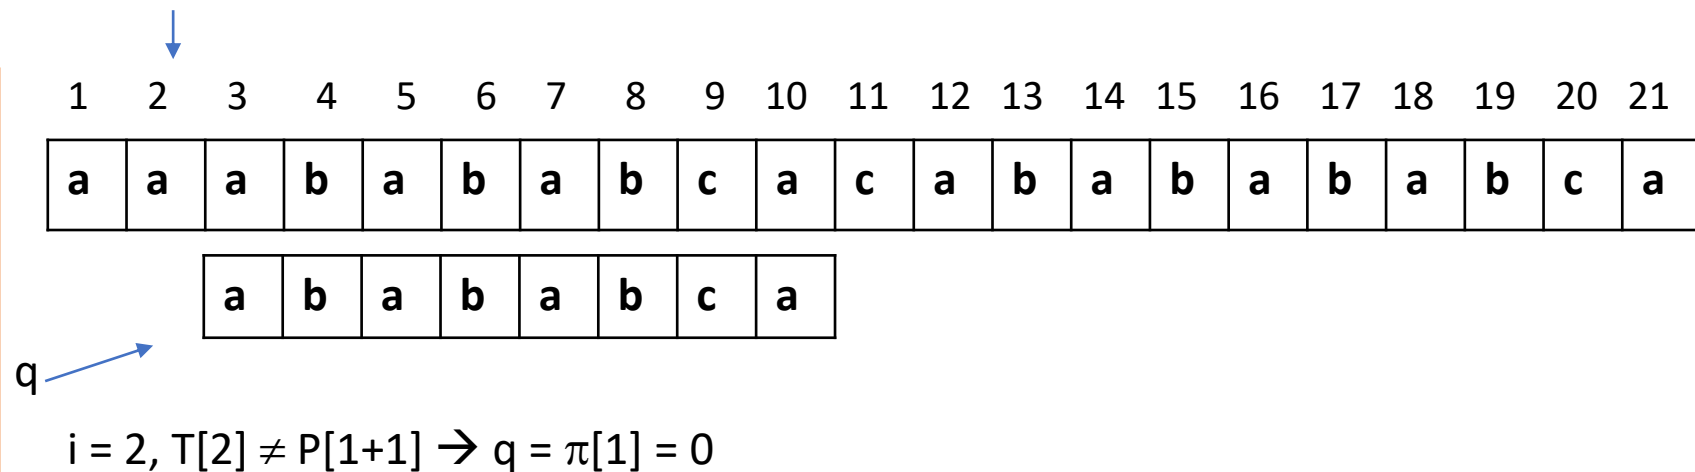 1 2 3 4 5 6 7 8 9 10 11 12 13 14 15 16 17 18 19 20 21
a a a b a b a b c a c a b a b a b a b c a
a b a b a b c a
q
i = 2, T[2] ≠ P[1+1] → q = π[1] = 0